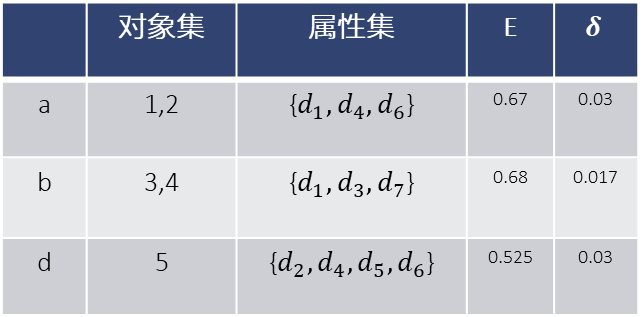 对象集 属性集 E δ
a 1,2 {d₁, d₄, d₆} 0.67 0.03
b 3,4 {d₁, d₃, d₇} 0.68 0.017
d 5 {d₂, d₄, d₅, d₆} 0.525 0.03